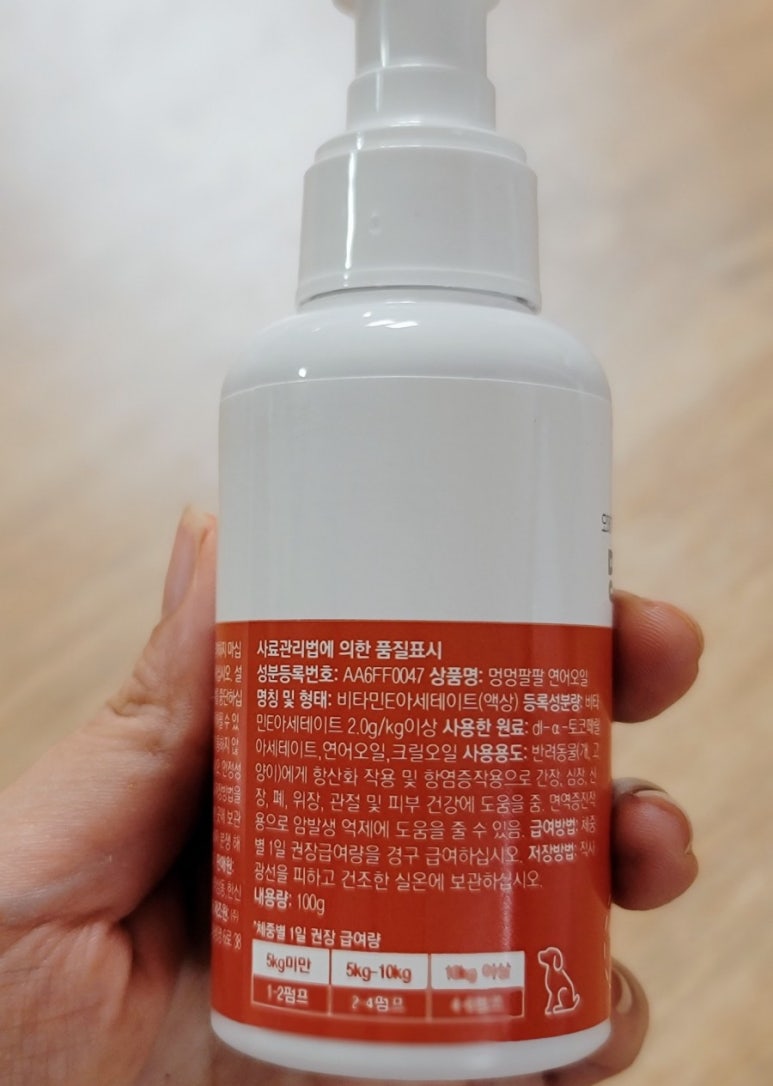 사료관리법에 의한 품질표시
성분등록번호: AA6FF0047 상품명: 멍멍팔팔 연어오일
명칭 및 형태: 비타민E아세테이트(액상) 등록성분량: 비타
민E아세테이트 2.0g/kg이상 사용한 원료: dl-α-토코페릴
아세테이트,연어오일,크릴오일 사용용도: 반려동물(개, 고
양이)에게 항산화 작용 및 항염증작용으로 간장, 심장, 신
장, 폐, 위장, 관절 및 피부 건강에 도움을 줌. 면역증진작
용으로 암발생 억제에 도움을 줄 수 있음. 급여방법: 체중
별 1일 권장급여량을 경구 급여하십시오. 저장방법: 직사
광선을 피하고 건조한 실온에 보관하십시오.
내용량: 100g
*체중별 1일 권장 급여량
5kg미만 5kg-10kg 10kg 이상
1-2펌프 2-4펌프